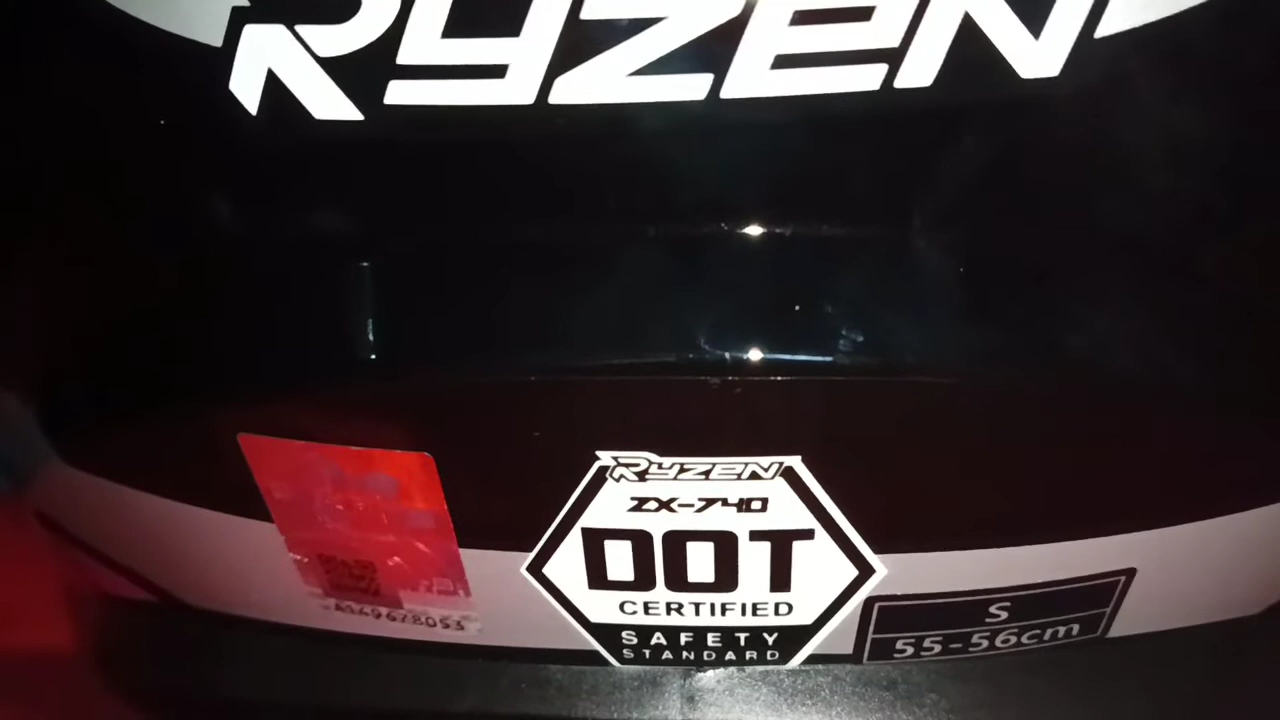 RYZEN
RYZEN
ZX-740
DOT
CERTIFIED
SAFETY
STANDARD
A149678053
S
55-56cm